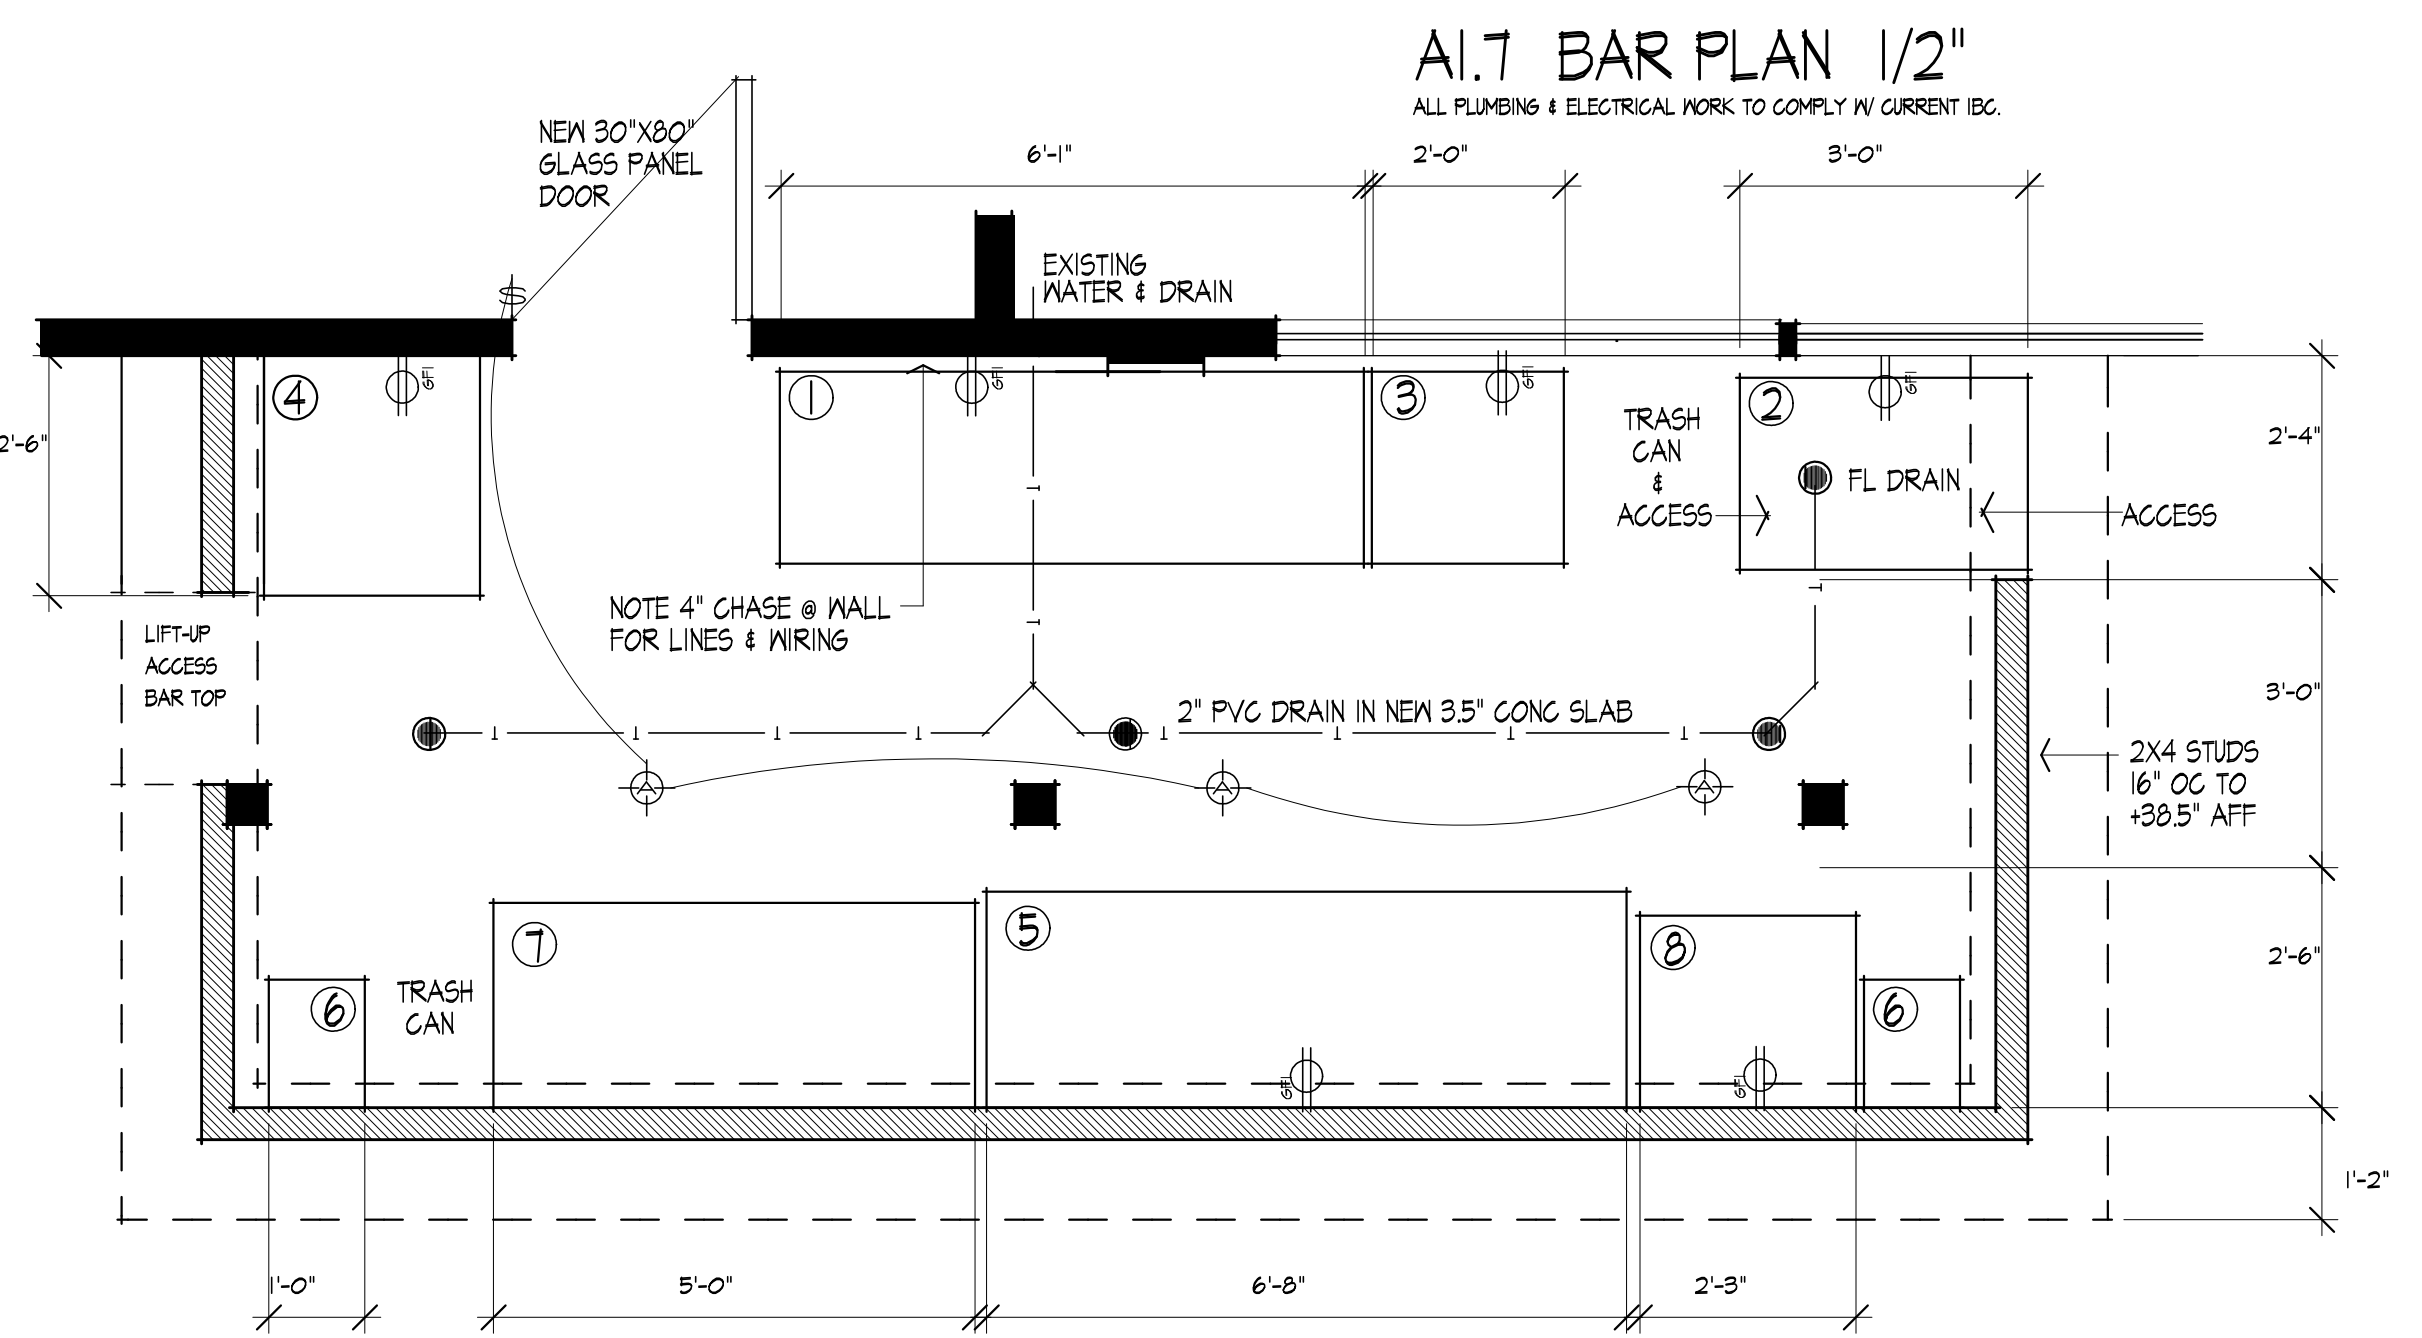 A1.7 BAR PLAN 1/2"
ALL PLUMBING & ELECTRICAL WORK TO COMPLY W/ CURRENT IBC.
NEW 30"X80"
GLASS PANEL
DOOR
6'-1"
2'-0"
3'-0"
$
EXISTING
WATER & DRAIN
4
GFI
1
GFI
3
GFI
2
GFI
2'-6"
TRASH
CAN
&
ACCESS
FL DRAIN
ACCESS
2'-4"
NOTE 4" CHASE @ WALL
FOR LINES & WIRING
LIFT-UP
ACCESS
BAR TOP
2" PVC DRAIN IN NEW 3.5" CONC SLAB
3'-0"
2X4 STUDS
16" OC TO
+38.5" AFF
A
A
A
7
5
8
6
TRASH
CAN
6
2'-6"
GFI
GFI
1'-2"
1'-0"
5'-0"
6'-8"
2'-3"